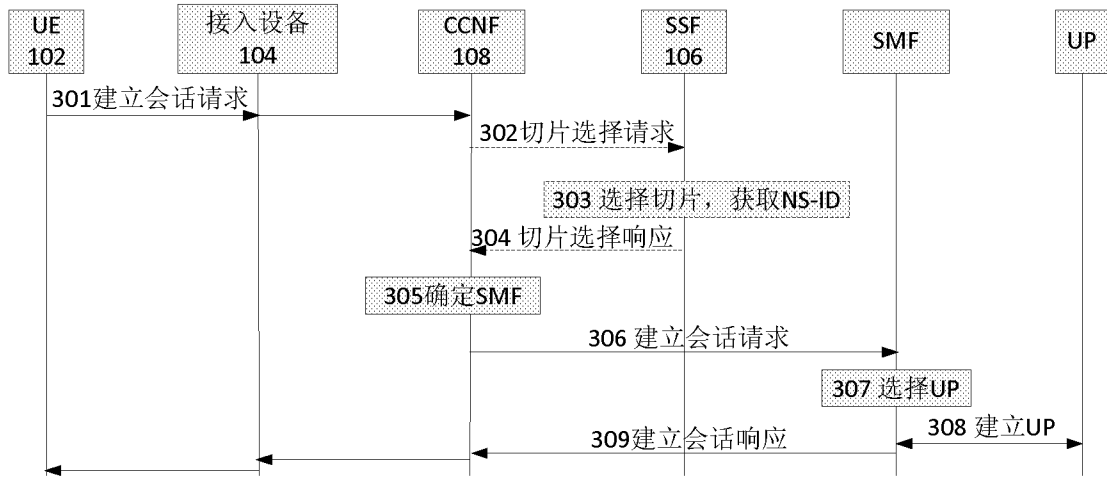 UE
102
接入设备
104
CCNF
108
SSF
106
SMF
UP
301建立会话请求
302切片选择请求
303 选择切片，获取NS-ID
304 切片选择响应
305确定SMF
306 建立会话请求
307 选择UP
308 建立UP
309建立会话响应